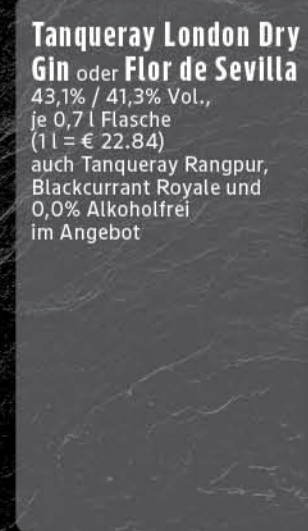 Tanqueray London Dry
Gin oder Flor de Sevilla
43,1% / 41,3% Vol.,
je 0,7 l Flasche
(1 l = € 22.84)
auch Tanqueray Rangpur,
Blackcurrant Royale und
0,0% Alkoholfrei
im Angebot